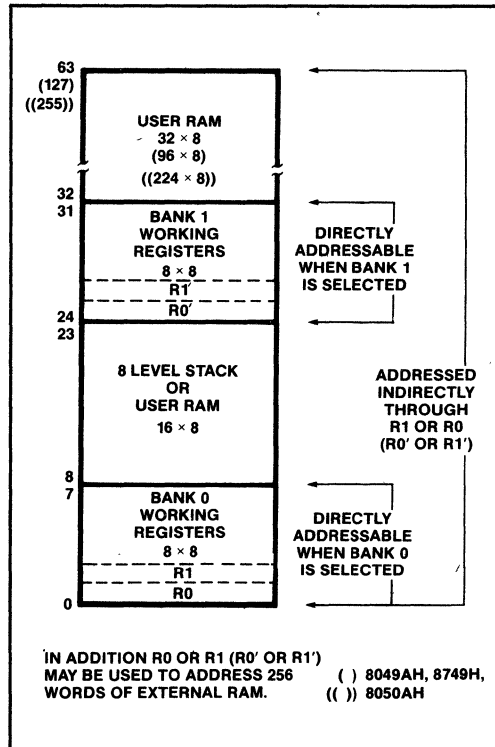 63
(127)
((255))
USER RAM
32 × 8
(96 × 8)
((224 × 8))
32
31
BANK 1
WORKING
REGISTERS
8 × 8
R1'
R0'
DIRECTLY
ADDRESSABLE
WHEN BANK 1
IS SELECTED
24
23
8 LEVEL STACK
OR
USER RAM
16 × 8
ADDRESSED
INDIRECTLY
THROUGH
R1 OR R0
(R0' OR R1')
8
7
BANK 0
WORKING
REGISTERS
8 × 8
R1
R0
DIRECTLY
ADDRESSABLE
WHEN BANK 0
IS SELECTED
0
IN ADDITION R0 OR R1 (R0' OR R1')
MAY BE USED TO ADDRESS 256
WORDS OF EXTERNAL RAM.
( ) 8049AH, 8749H,
(( )) 8050AH